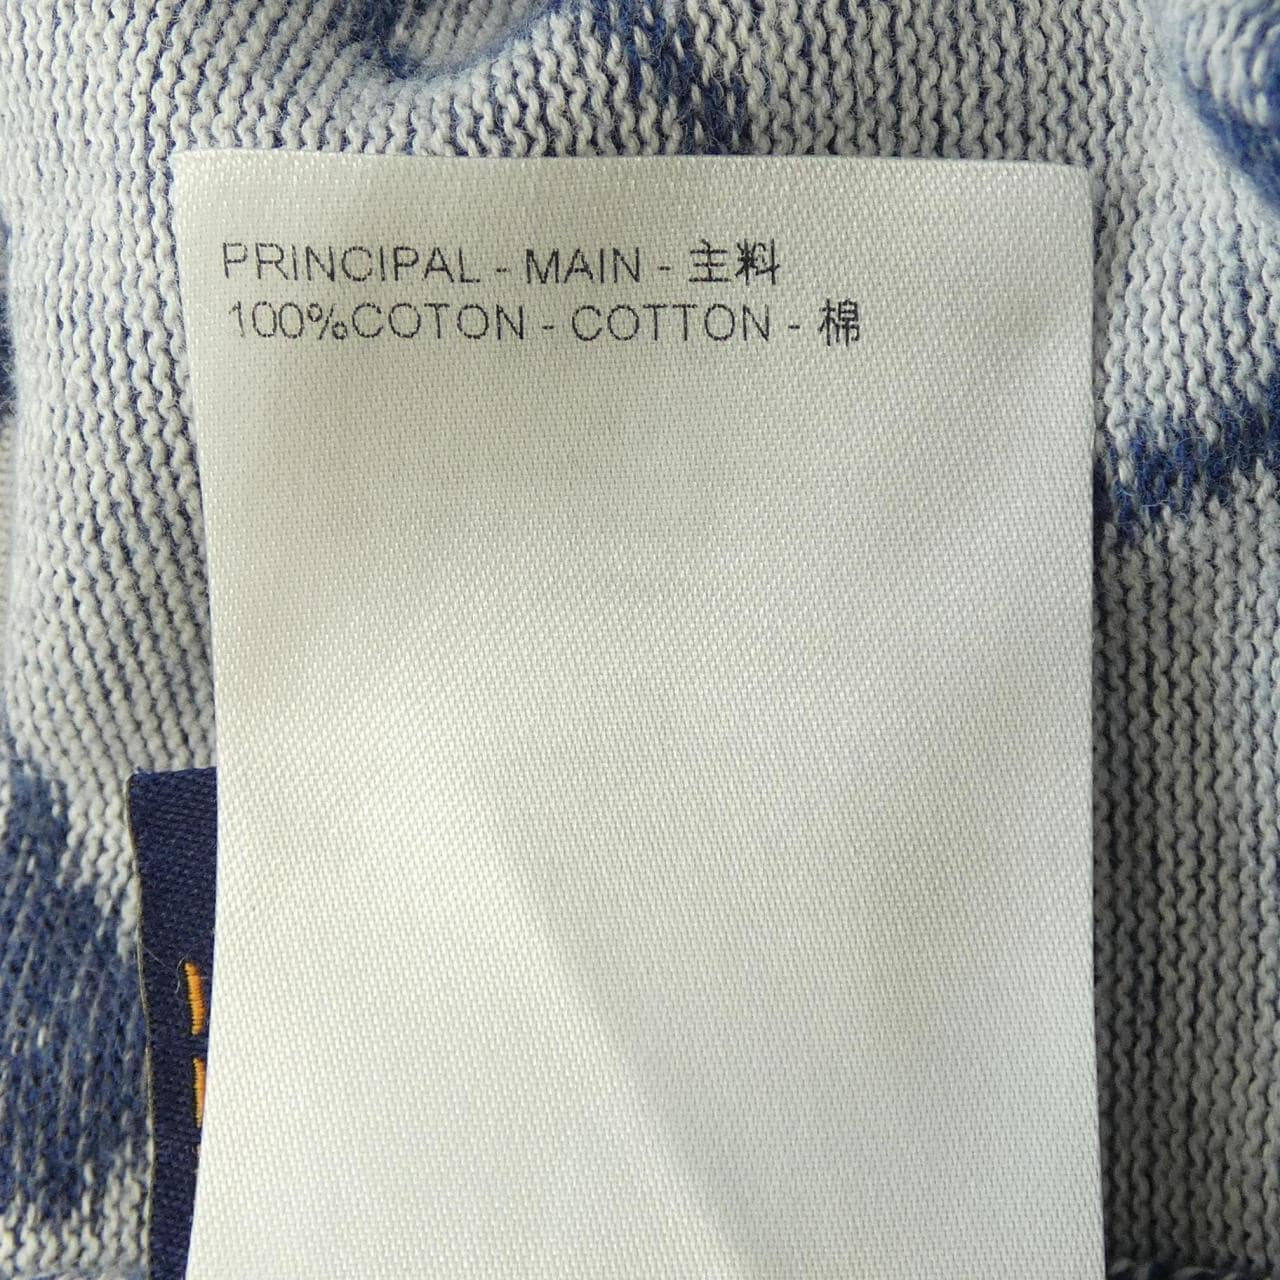 PRINCIPAL - MAIN - 主料
100%COTON - COTTON - 棉